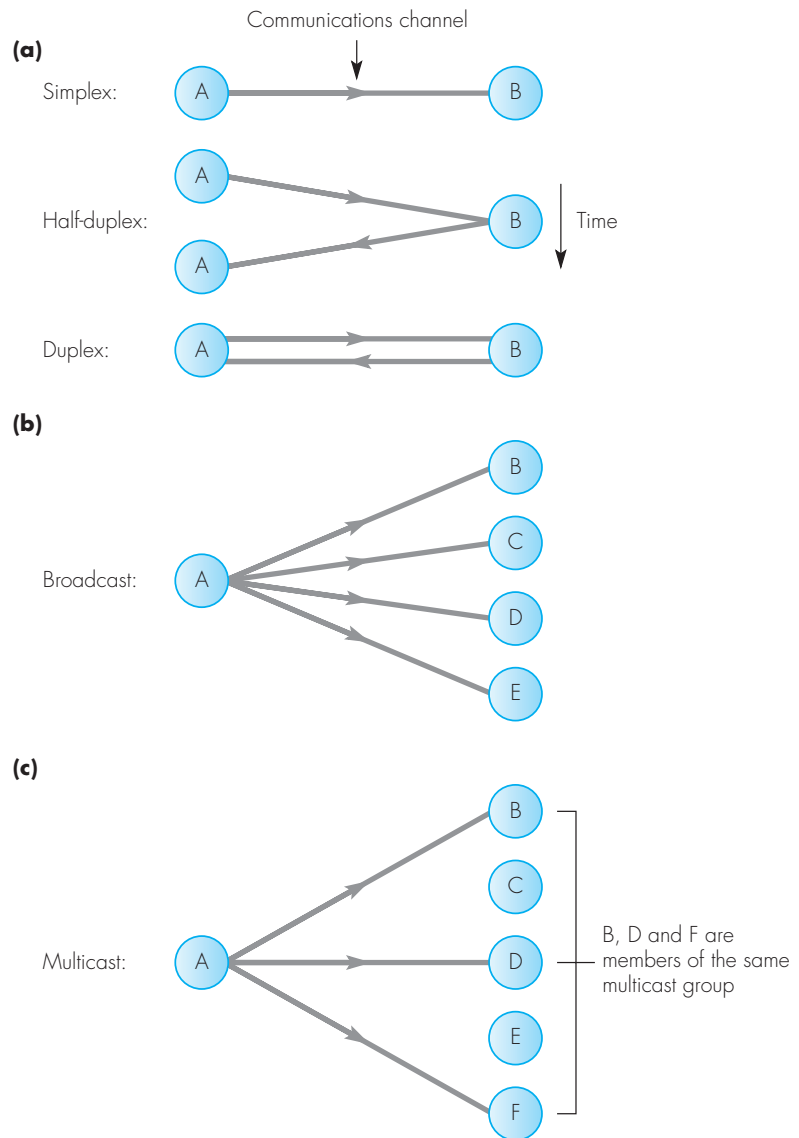 Communications channel
(a)
Simplex: A B
A
Half-duplex: B Time
A
Duplex: A B
(b)
B
C
Broadcast: A
D
E
(c)
B
C
Multicast: A D
B, D and F are
members of the same
multicast group
E
F